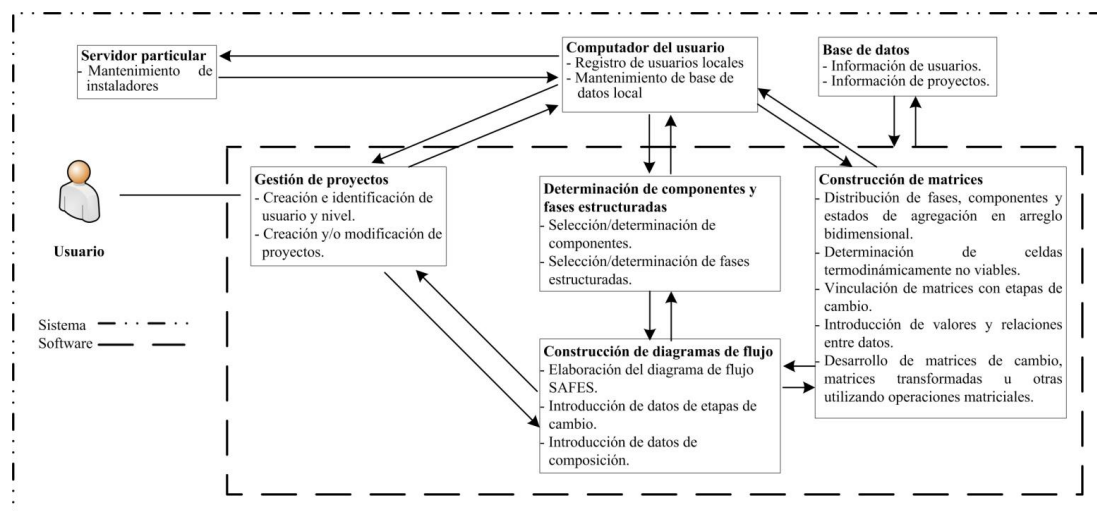 Servidor particular
- Mantenimiento de
instaladores
Computador del usuario
- Registro de usuarios locales
- Mantenimiento de base de
datos local
Base de datos
- Información de usuarios.
- Información de proyectos.
Usuario
Gestión de proyectos
- Creación e identificación de
usuario y nivel.
- Creación y/o modificación de
proyectos.
Determinación de componentes y
fases estructuradas
- Selección/determinación de
componentes.
- Selección/determinación de fases
estructuradas.
Construcción de matrices
- Distribución de fases, componentes y
estados de agregación en arreglo
bidimensional.
- Determinación de celdas
termodinámicamente no viables.
- Vinculación de matrices con etapas de
cambio.
- Introducción de valores y relaciones
entre datos.
- Desarrollo de matrices de cambio,
matrices transformadas u otras
utilizando operaciones matriciales.
Sistema
Software
Construcción de diagramas de flujo
- Elaboración del diagrama de flujo
SAFES.
- Introducción de datos de etapas de
cambio.
- Introducción de datos de
composición.